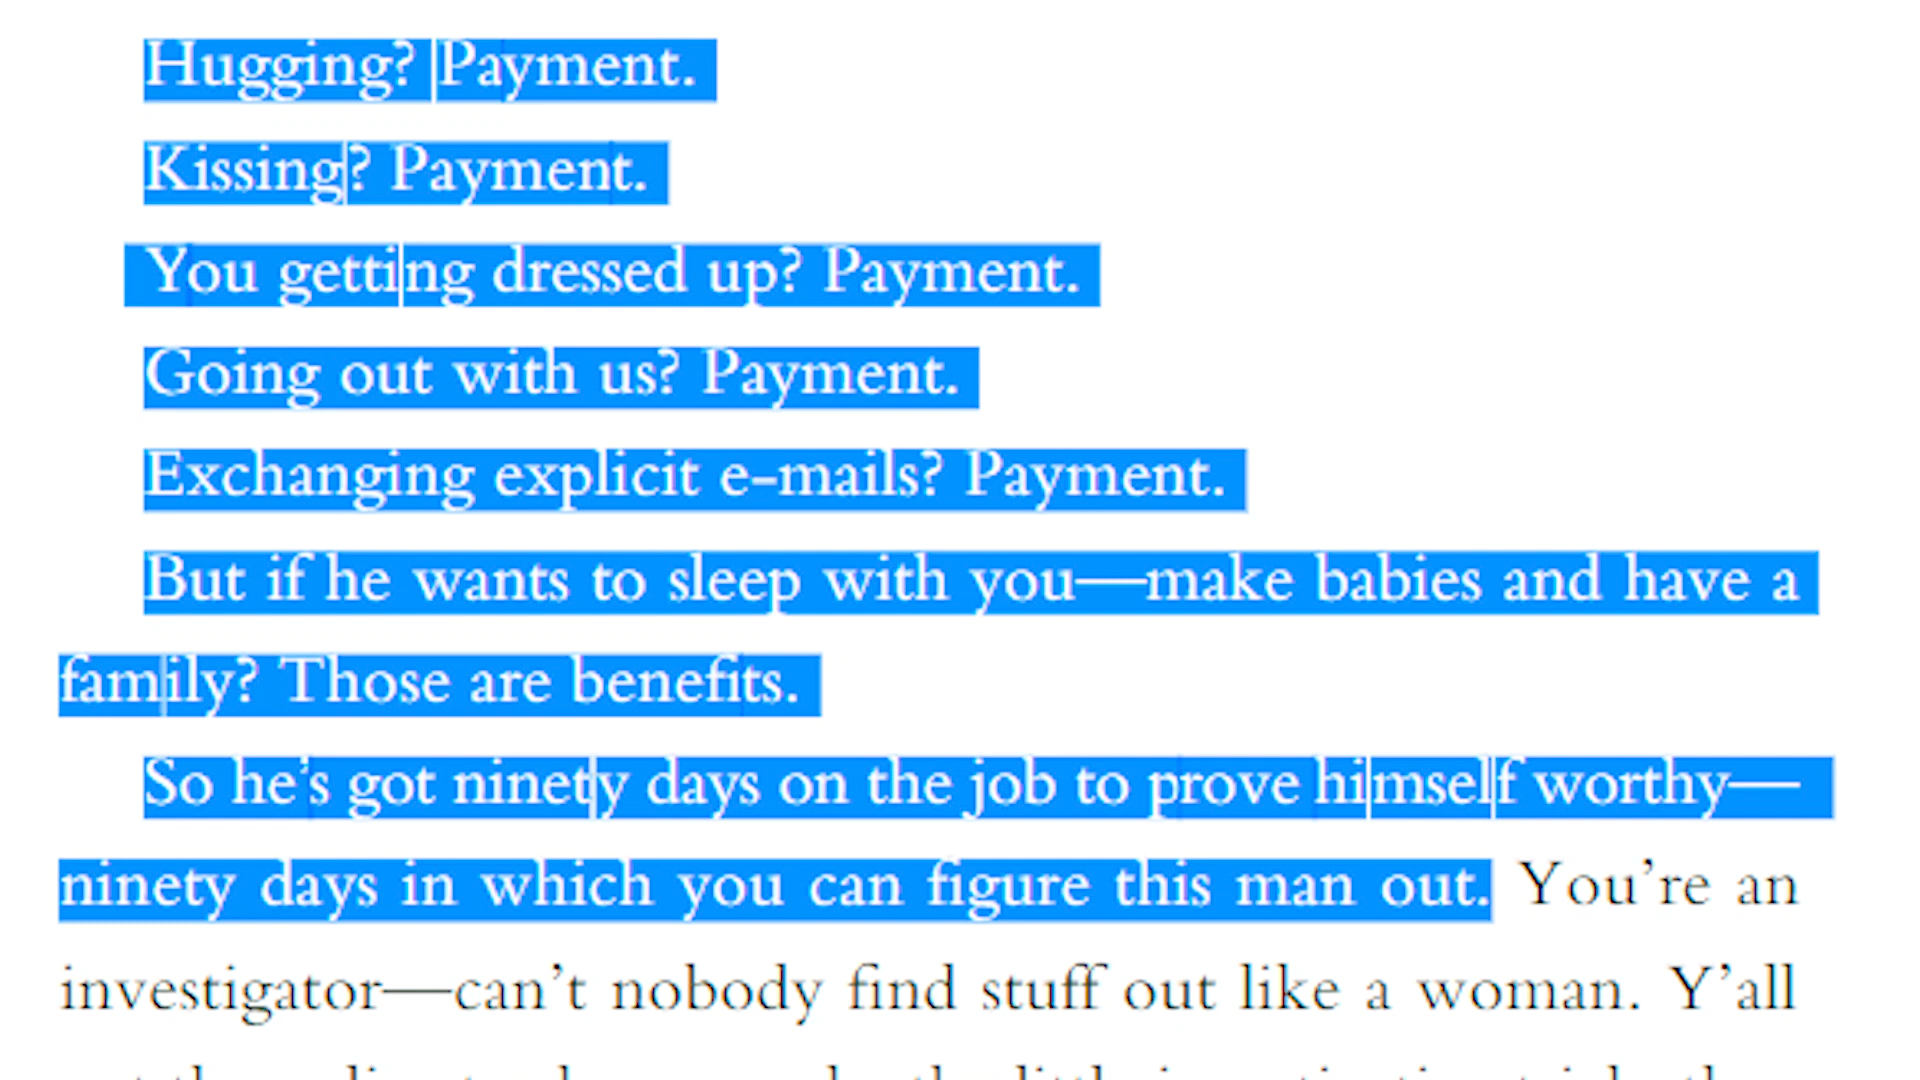 Hugging? Payment.
Kissing? Payment.
You getting dressed up? Payment.
Going out with us? Payment.
Exchanging explicit e-mails? Payment.
But if he wants to sleep with you—make babies and have a
family? Those are benefits.
So he's got ninety days on the job to prove himself worthy—
ninety days in which you can figure this man out. You're an
investigator—can't nobody find stuff out like a woman. Y'all